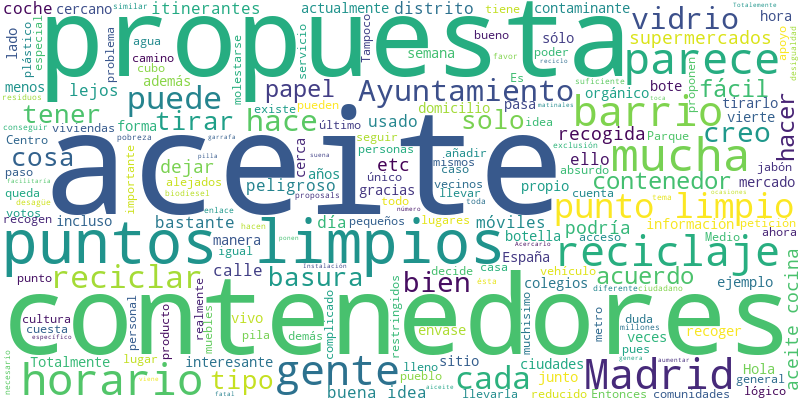 coche
cercano
similar
itinerantes
actualmente
distrito
contaminante
tiene
Totalemente
hora
propuesta
vidrio
supermercados
parece
fácil
lado
plástico
especial
problema
agua
camino
cubo
además
menos
residuos
lejos
servicio
molestarse
semana
Tampoco
bueno
favor
reciclo
sólo
poder
Es
pueden
pasa
orgánico
bote
tirarlo
vierte
proponen
apoyo
desigualdad
suficiente
matinales
toca
puede
papel
Ayuntamiento
tener
tirar
hace
usado
domicilio
solo
idea
barrio
creo
hacer
conseguir
viviendas
forma
existe
último
seguir
personas
recogida
Parque
Centro
importante
pobreza
garrafa
cerca
aceite
añadir
mismos
caso
ello
exclusión
absurdo
jabón
mucha
cosa
dejar
pilla
suena
etc
único
gracias
vecinos
llevar
propio
cuenta
mercado
contenedor
paso
facilitaría
alejados
biodiesel
peligroso
años
proposals
todo
queda
desagüe
votos
recogen
incluso
bastante
enlace
toda
día
pequeños
número
lugares
móviles
botella
podría
punto limpio
tema
ocasiones
información
petición
ahora
puntos limpios
manera
igual
hacen
ponen
Acercarlo
Instalación
España
acceso
Medio
reciclaje
punto
reciclar
basura
calle
bien
decide
casa
vehículo
colegios
acuerdo
diferente
ciudadano
ejemplo
aceite cocina
contenedores
cultura
cuesta
específico
personal
producto
realmente
muebles
vivo
pila
demás
complicado
lleno
restringidos
envase
muchísimo
recoger
metro
duda
millones
veces
pues
genera
aumentar
Totalmente
lugar
interesante
pueblo
sitio
ciudades
necesario
horario
tipo
gente
cada
junto
Madrid
Hola
general
lógico
buena idea
fatal
llevarla
reducido
Entonces
comunidades